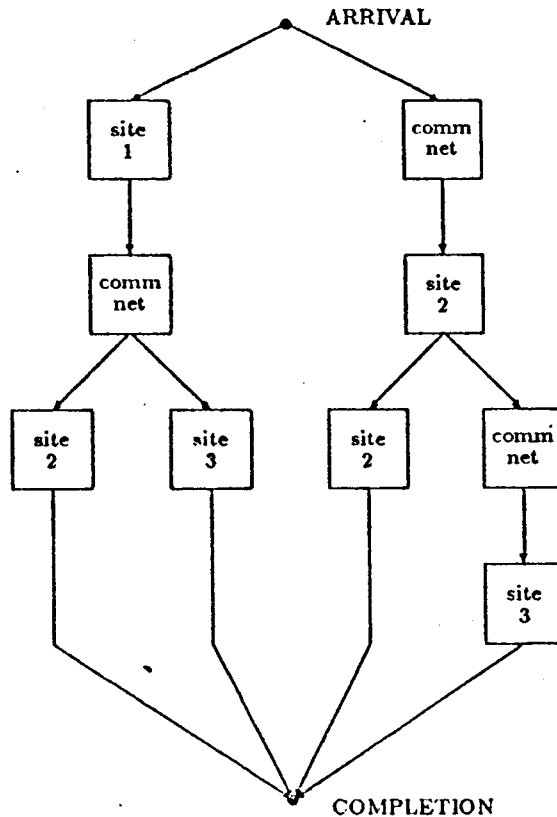 ARRIVAL
site
1
comm
net
comm
net
site
2
site
2
site
3
site
2
comm
net
site
3
COMPLETION